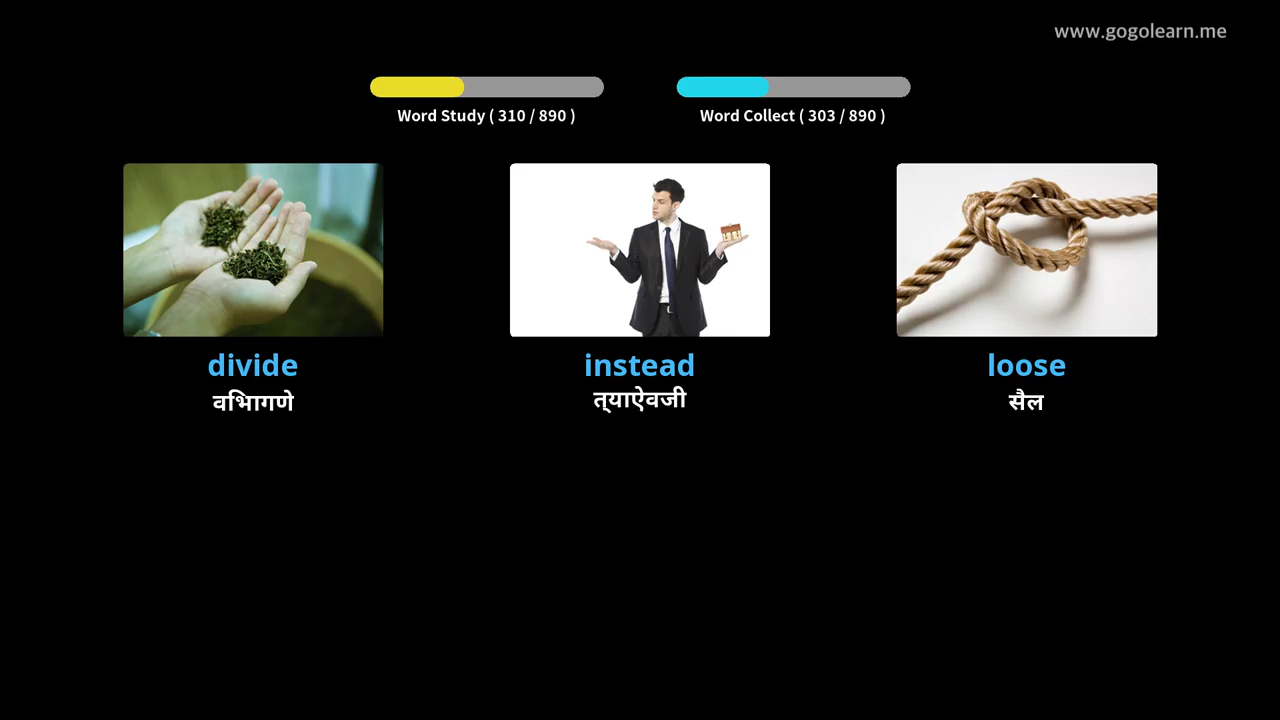 www.gogolearn.me
Word Study ( 310 / 890 )
Word Collect ( 303 / 890 )
divide
instead
loose
वभिागणे
त्याऐवजी
सैल